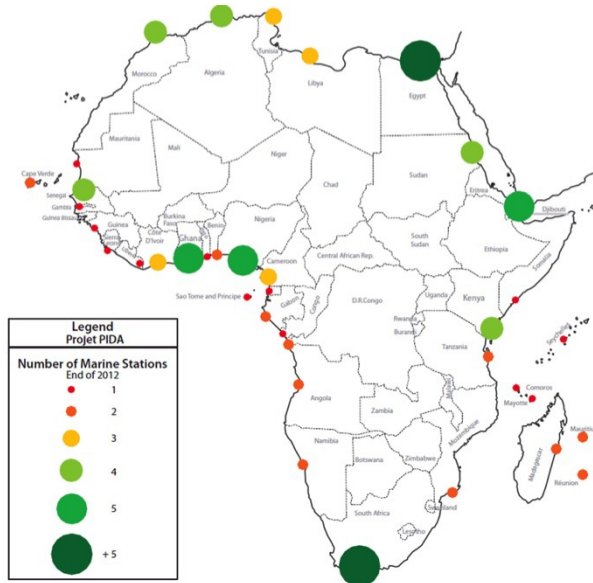 Tunisia
Morocco
Algeria
Libya
Egypt
Mauritania
Mali
Niger
Chad
Sudan
Eritrea
Djibouti
Cape Verde
Senegal
Gambia
Guinea Bissau
Guinea
Sierra
Leone
Liberia
Côte
D'Ivoire
Burkina
Faso
Ghana
Benin
Nigeria
Cameroon
Central African Rep.
South
Sudan
Ethiopia
Somalia
Sao Tome and Principe
Gabon
Congo
D.R.Congo
Uganda
Kenya
Rwanda
Burundi
Tanzania
Seychelles
Comoros
Mayotte
Angola
Zambia
Malawi
Mozambique
Namibia
Botswana
Zimbabwe
Madagascar
Mauritiu
Réunion
Swaziland
South Africa
Lesotho
Legend
Projet PIDA
Number of Marine Stations
End of 2012
1
2
3
4
5
+ 5